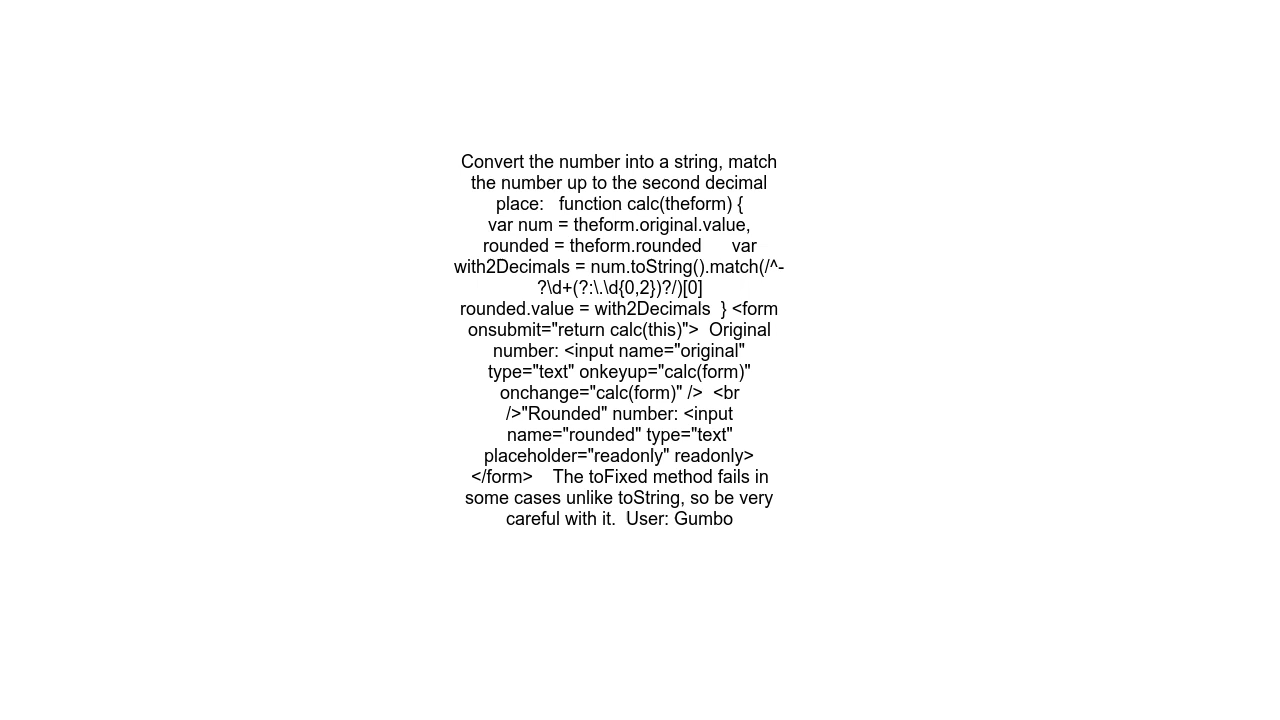 Convert the number into a string, match
the number up to the second decimal
place:   function calc(theform) {
var num = theform.original.value,
rounded = theform.rounded      var
with2Decimals = num.toString().match(/^-
?\d+(?:\.\d{0,2})?/)[0]
rounded.value = with2Decimals  } <form
onsubmit="return calc(this)">  Original
number: <input name="original"
type="text" onkeyup="calc(form)"
onchange="calc(form)" />  <br
/>"Rounded" number: <input
name="rounded" type="text"
placeholder="readonly" readonly>
</form>    The toFixed method fails in
some cases unlike toString, so be very
careful with it.  User: Gumbo